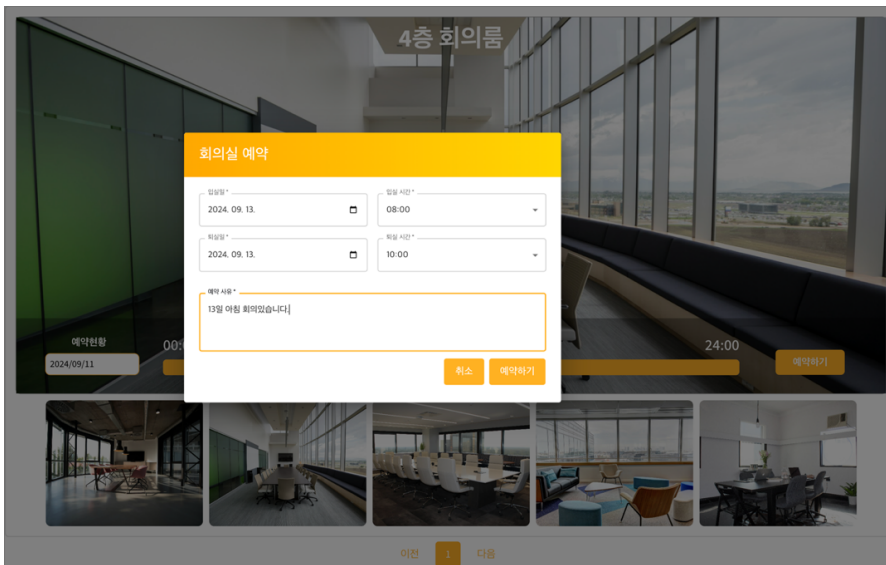 4층 회의룸
회의실 예약
입실일 *
입실 시간 *
2024. 09. 13.
08:00
퇴실일 *
퇴실 시간 *
2024. 09. 13.
10:00
예약 사유 *
13일 아침 회의있습니다.
예약현황
00:
24:00
2024/09/11
예약하기
취소
예약하기
이전
1
다음